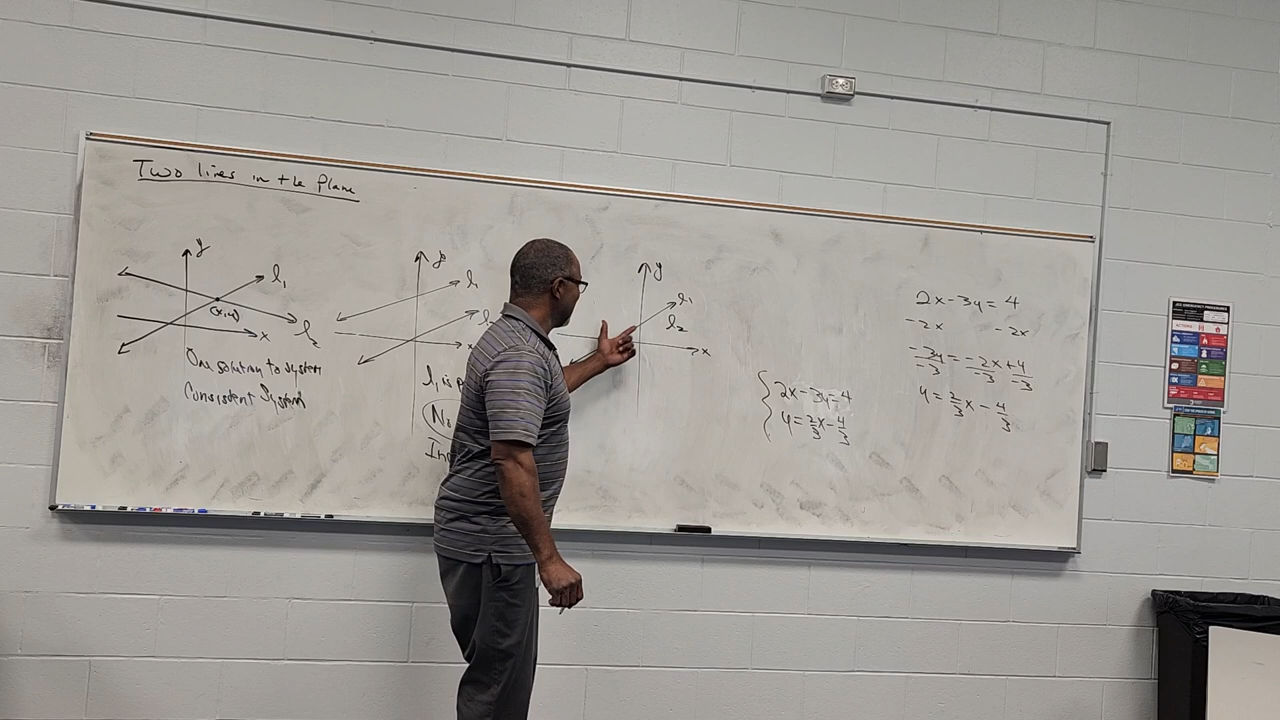 Two lines in the Plane
y
l₁
(x,y)
x
l₂
One solution to system
Consistent System
y
l₁
l
x
l₁ is p
N
In
y
l₁
l₂
x
2x-3y=4
y=2/3x-4/3
2x-3y=4
-2x -2x
-3y/-3=-2x/-3+4/-3
y=2/3x-4/3